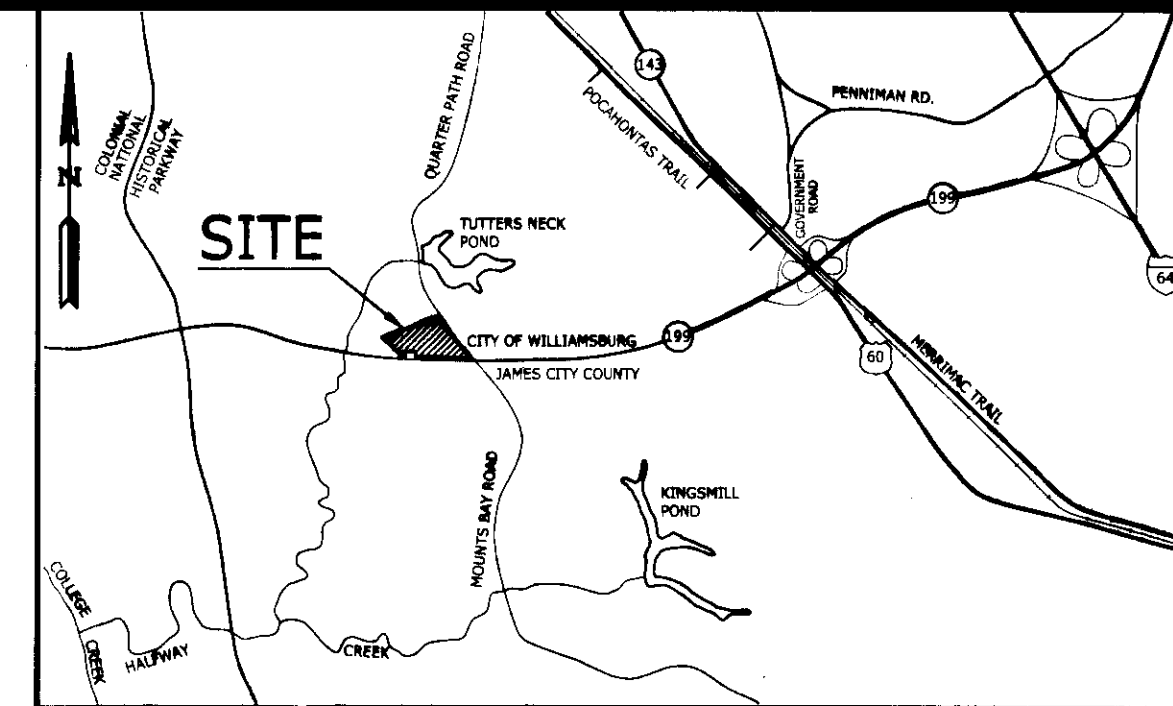 143
PENNIMAN RD.
POCAHONTAS TRAIL
QUARTER PATH ROAD
COLONIAL
NATIONAL
HISTORICAL
PARKWAY
N
GOVERNMENT
ROAD
199
SITE
TUTTERS NECK
POND
64
CITY OF WILLIAMSBURG
199
JAMES CITY COUNTY
60
MERRIMAC TRAIL
MOUNTS BAY ROAD
KINGSMILL
POND
COLLEGE
CREEK
HALFWAY
CREEK